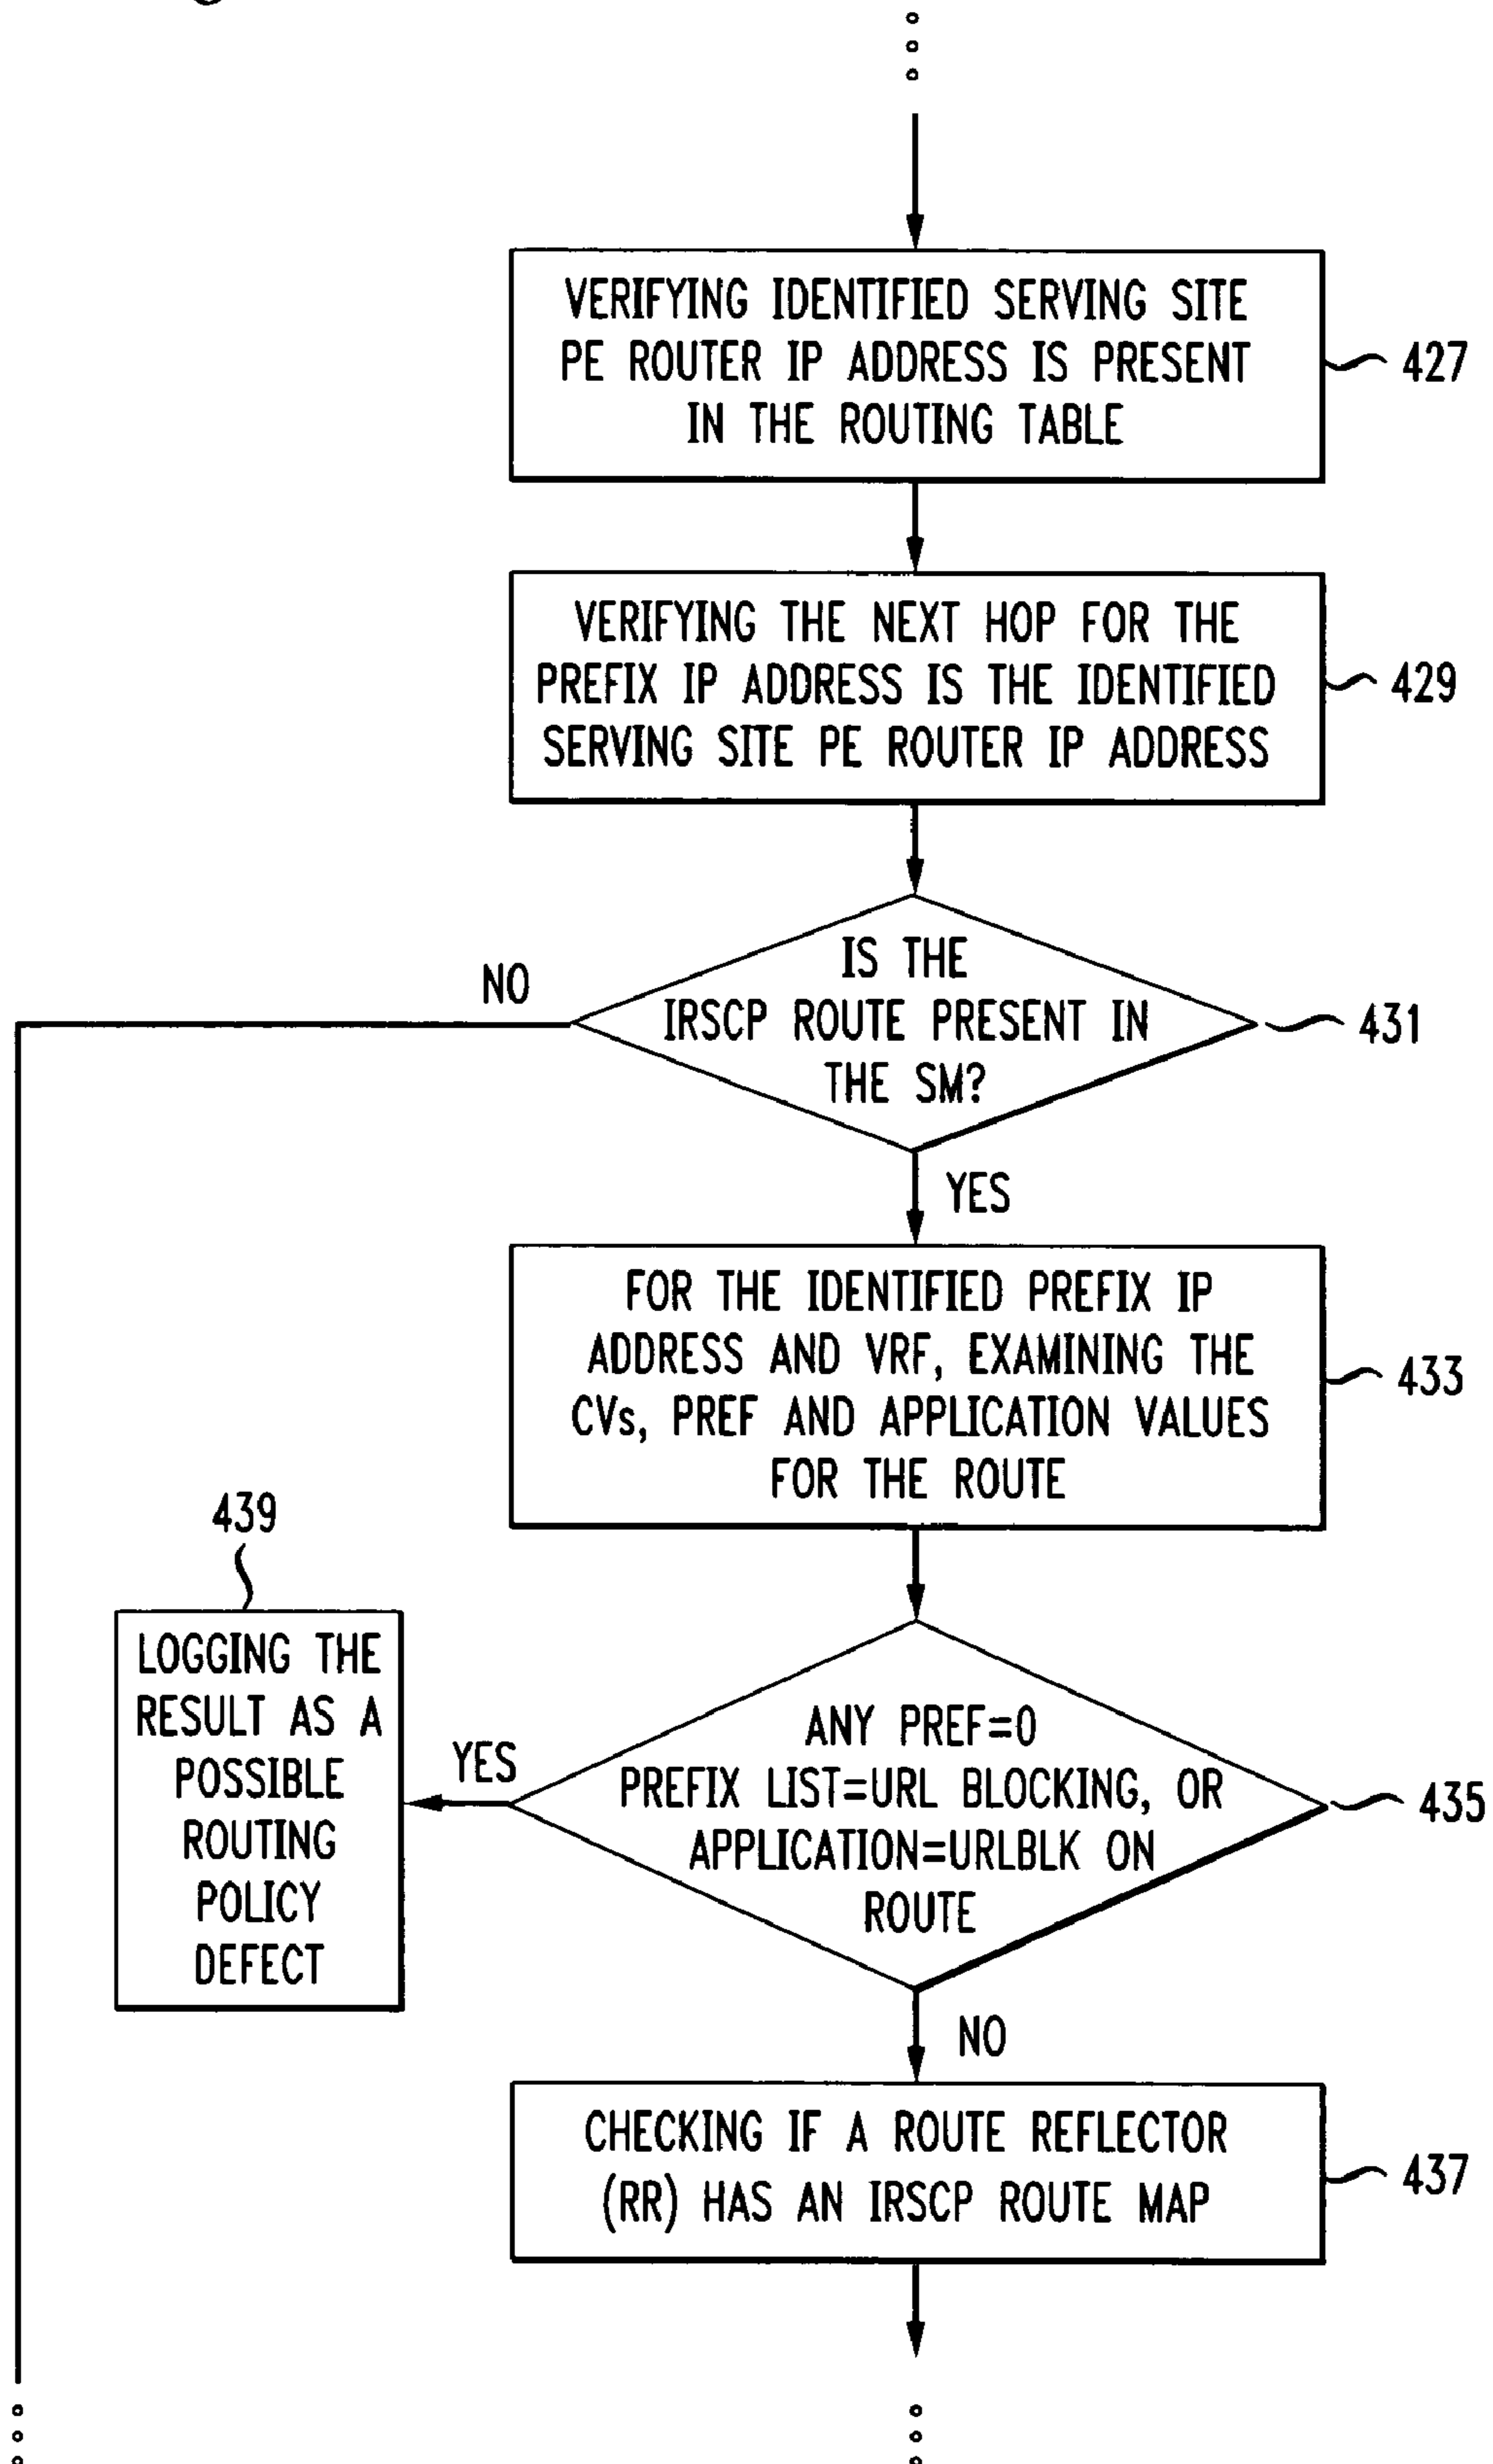 VERIFYING IDENTIFIED SERVING SITE
PE ROUTER IP ADDRESS IS PRESENT
IN THE ROUTING TABLE
427
VERIFYING THE NEXT HOP FOR THE
PREFIX IP ADDRESS IS THE IDENTIFIED
SERVING SITE PE ROUTER IP ADDRESS
429
NO
IS THE
IRSCP ROUTE PRESENT IN
THE SM?
431
YES
FOR THE IDENTIFIED PREFIX IP
ADDRESS AND VRF, EXAMINING THE
CVs, PREF AND APPLICATION VALUES
FOR THE ROUTE
433
439
LOGGING THE
RESULT AS A
POSSIBLE
ROUTING
POLICY
DEFECT
YES
ANY PREF=0
PREFIX LIST=URL BLOCKING, OR
APPLICATION=URLBLK ON
ROUTE
435
NO
CHECKING IF A ROUTE REFLECTOR
(RR) HAS AN IRSCP ROUTE MAP
437